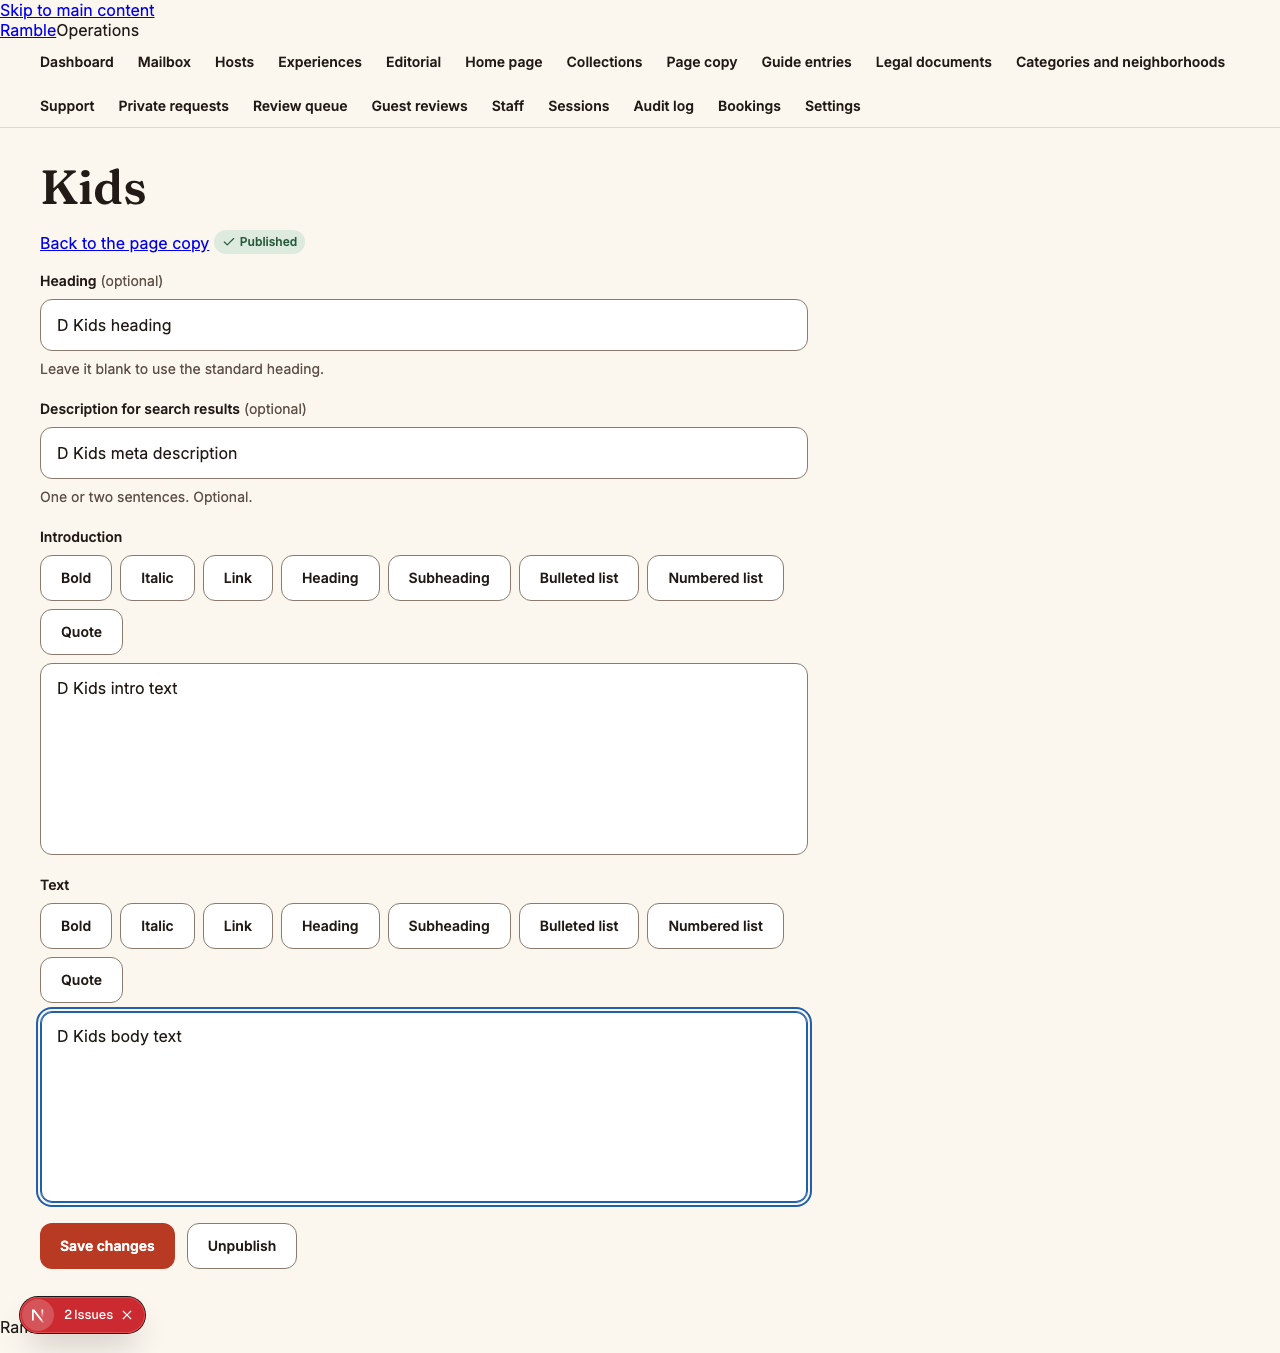 Skip to main content
RambleOperations
Dashboard Mailbox Hosts Experiences Editorial Home page Collections Page copy Guide entries Legal documents Categories and neighborhoods
Support Private requests Review queue Guest reviews Staff Sessions Audit log Bookings Settings
Kids
Back to the page copy Published
Heading (optional)
D Kids heading
Leave it blank to use the standard heading.
Description for search results (optional)
D Kids meta description
One or two sentences. Optional.
Introduction
Bold Italic Link Heading Subheading Bulleted list Numbered list
Quote
D Kids intro text
Text
Bold Italic Link Heading Subheading Bulleted list Numbered list
Quote
D Kids body text
Save changes Unpublish
2 Issues